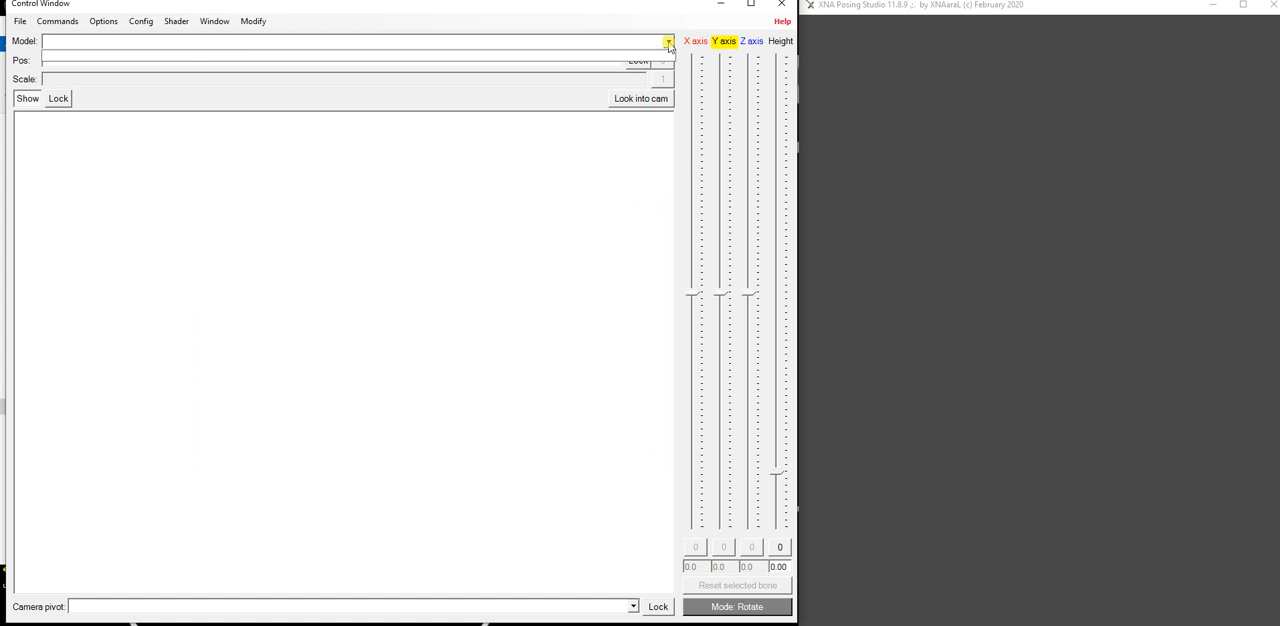 Control Window
XNA Posing Studio 11.8.9 .;. by XNAaraL (c) February 2020
File Commands Options Config Shader Window Modify Help
Model: X axis Y axis Z axis Height
Pos: Lock 0
Scale: 1
Show Lock Look into cam
0 0 0 0
0.0 0.0 0.0 0.00
Reset selected bone
Camera pivot: Lock Mode: Rotate